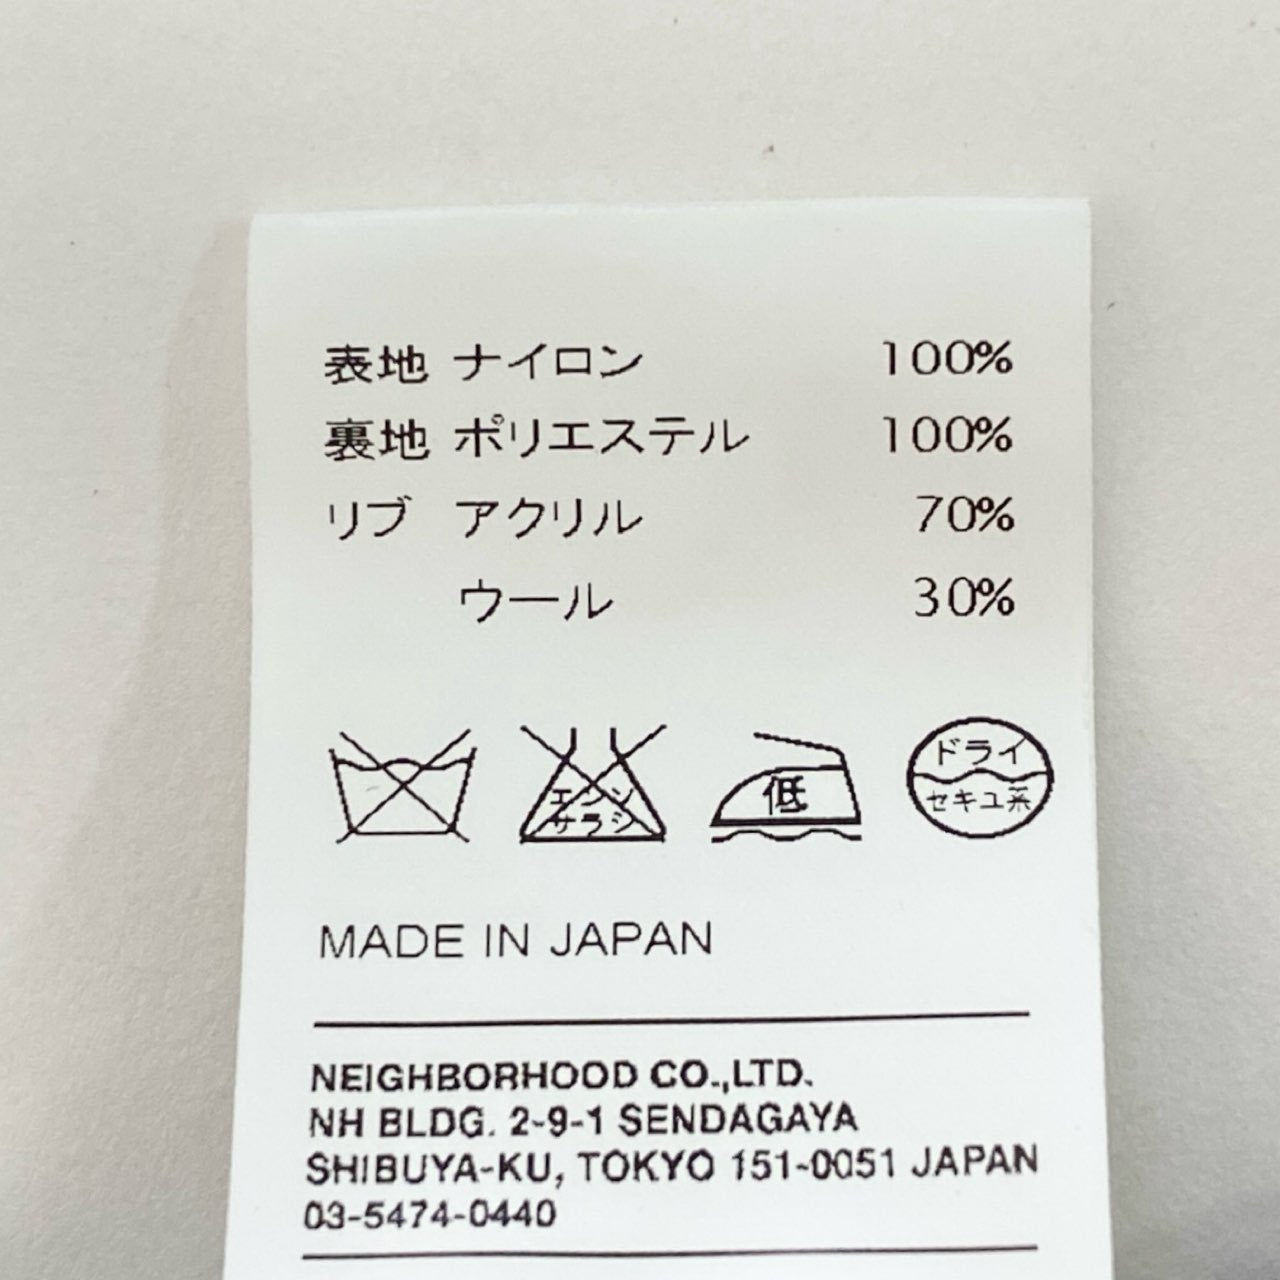 表地 ナイロン 100%
裏地 ポリエステル 100%
リブ アクリル 70%
ウール 30%
エンソ
サラシ
低
ドライ
セキユ系
MADE IN JAPAN
NEIGHBORHOOD CO.,LTD.
NH BLDG. 2-9-1 SENDAGAYA
SHIBUYA-KU, TOKYO 151-0051 JAPAN
03-5474-0440